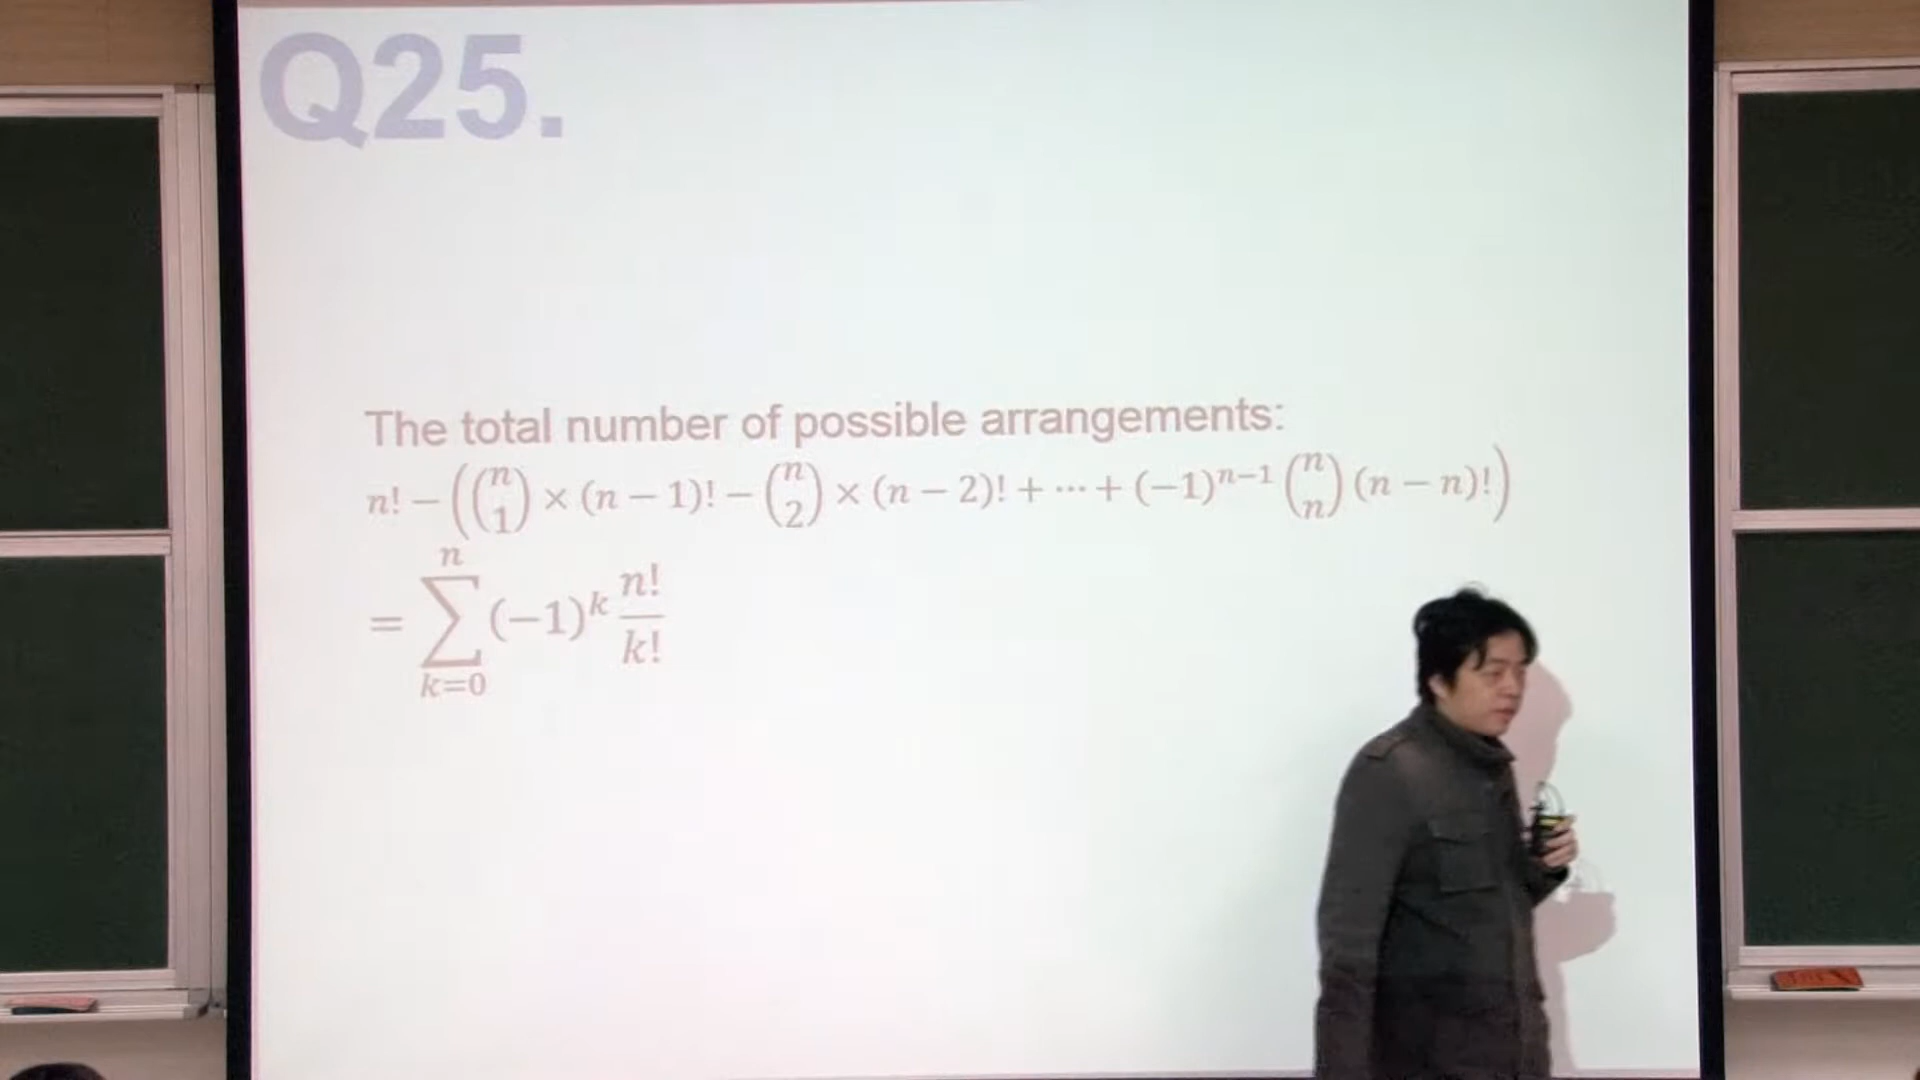 Q25.
The total number of possible arrangements:
n! − ((n 1) × (n − 1)! − (n 2) × (n − 2)! + ⋯ + (−1)^{n−1} (n n) (n − n)!)
= ∑_{k=0}^{n} (−1)^k n!/k!